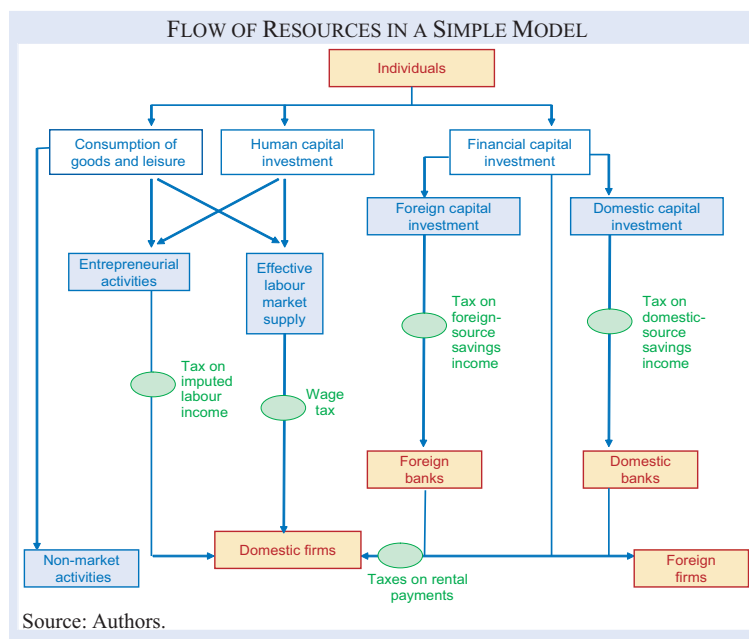 FLOW OF RESOURCES IN A SIMPLE MODEL
Individuals
Consumption of
goods and leisure
Human capital
investment
Financial capital
investment
Foreign capital
investment
Domestic capital
investment
Entrepreneurial
activities
Effective
labour
market
supply
Tax on
foreign-
source
savings
income
Tax on
domestic-
source
savings
income
Tax on
imputed
labour
income
Wage
tax
Foreign
banks
Domestic
banks
Domestic firms
Non-market
activities
Taxes on rental
payments
Foreign
firms
Source: Authors.